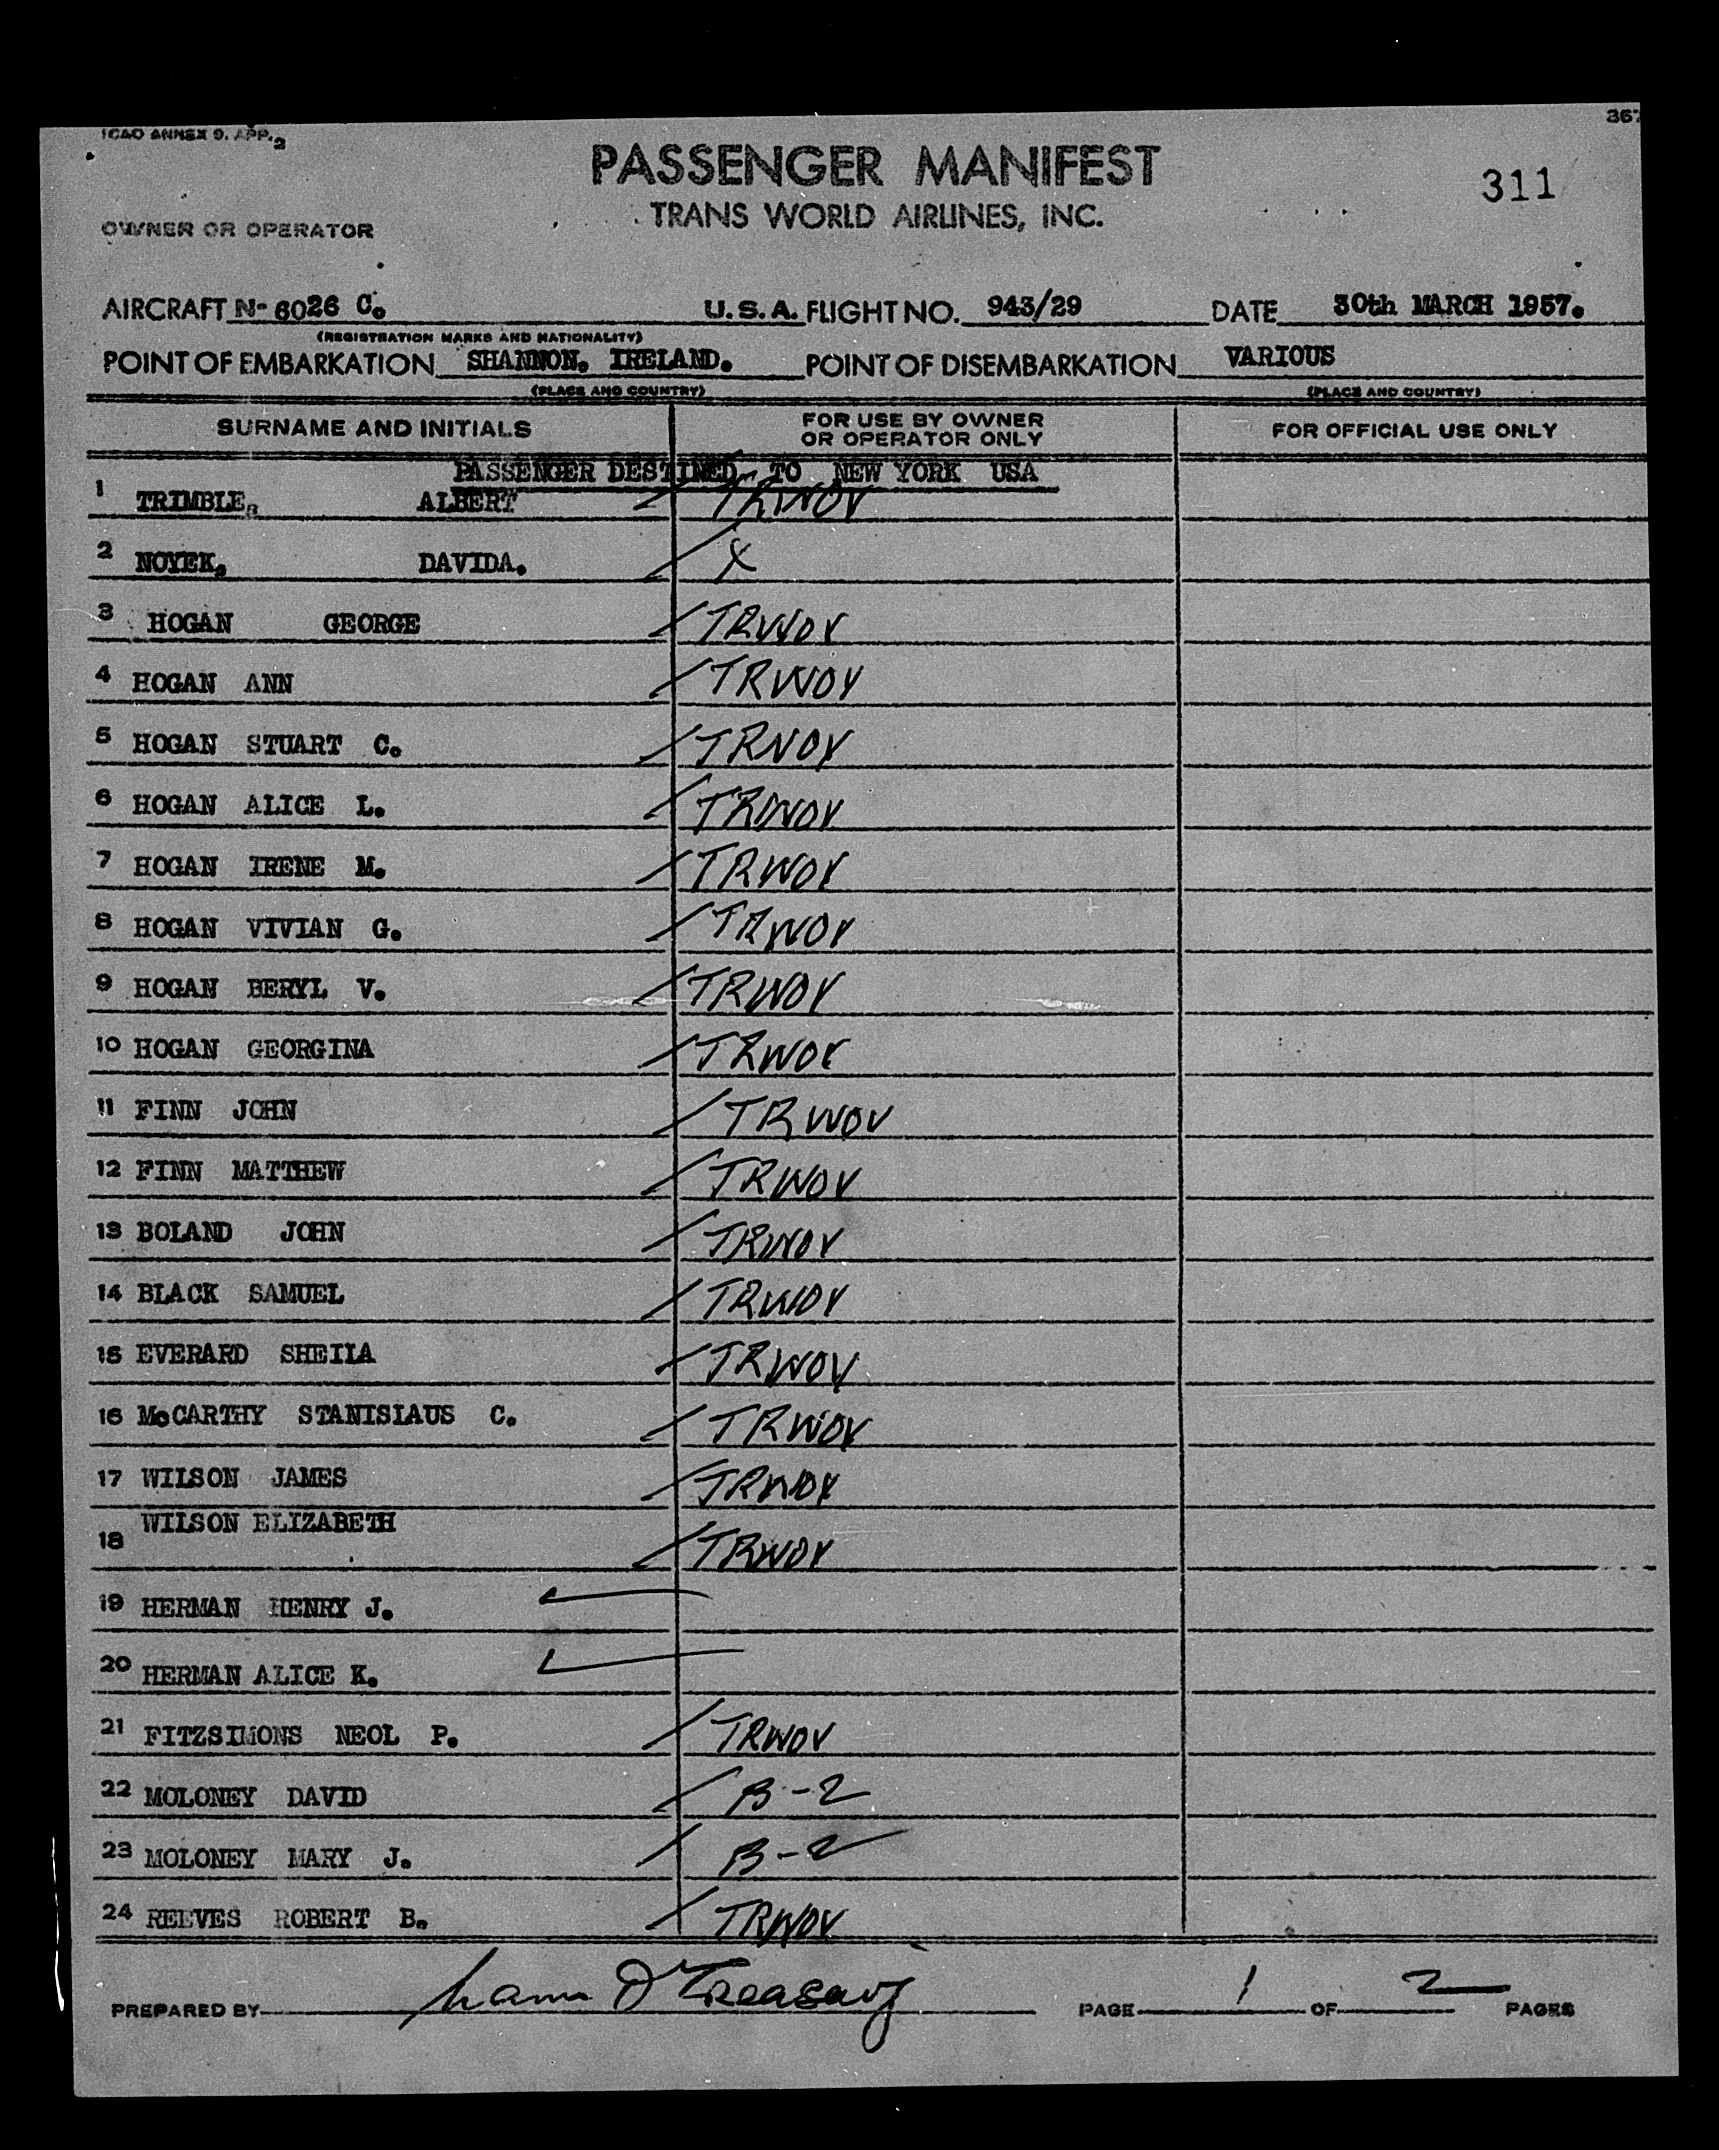 ICAO ANNEX 9. APP. 2
367
PASSENGER MANIFEST
311
TRANS WORLD AIRLINES, INC.
OWNER OR OPERATOR
AIRCRAFT N- 6026 C. U.S.A. FLIGHT NO. 943/29 DATE 30th MARCH 1957.
(REGISTRATION MARKS AND NATIONALITY)
POINT OF EMBARKATION SHANNON. IRELAND. POINT OF DISEMBARKATION VARIOUS
(PLACE AND COUNTRY) (PLACE AND COUNTRY)
SURNAME AND INITIALS FOR USE BY OWNER OR OPERATOR ONLY FOR OFFICIAL USE ONLY
PASSENGER DESTINED TO NEW YORK USA
1 TRIMBLE, ALBERT TRWOV
2 NOYEK, DAVIDA. X
3 HOGAN GEORGE TRWOV
4 HOGAN ANN TRWOV
5 HOGAN STUART C. TRWOV
6 HOGAN ALICE L. TRWOV
7 HOGAN IRENE M. TRWOV
8 HOGAN VIVIAN G. TRWOV
9 HOGAN BERYL V. TRWOV
10 HOGAN GEORGINA TRWOV
11 FINN JOHN TRWOV
12 FINN MATTHEW TRWOV
13 BOLAND JOHN TRWOV
14 BLACK SAMUEL TRWOV
15 EVERARD SHEILA TRWOV
16 McCARTHY STANISLAUS C. TRWOV
17 WILSON JAMES TRWOV
18 WILSON ELIZABETH TRWOV
19 HERMAN HENRY J.
20 HERMAN ALICE K.
21 FITZSIMONS NEOL P. TRWOV
22 MOLONEY DAVID B-2
23 MOLONEY MARY J. B-2
24 REEVES ROBERT B. TRWOV
PREPARED BY PAGE 1 OF 2 PAGES